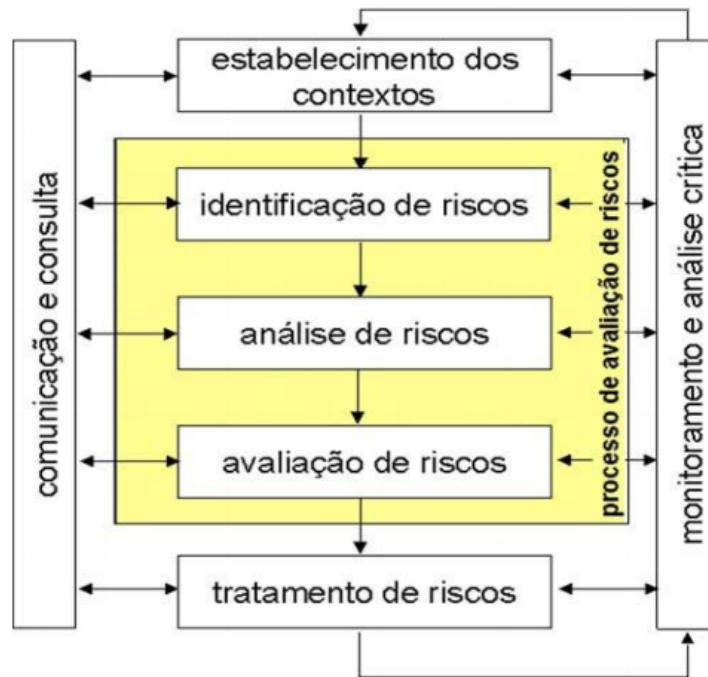 estabelecimento dos
contextos
identificação de riscos
análise de riscos
avaliação de riscos
tratamento de riscos
comunicação e consulta
processo de avaliação de riscos
monitoramento e análise crítica